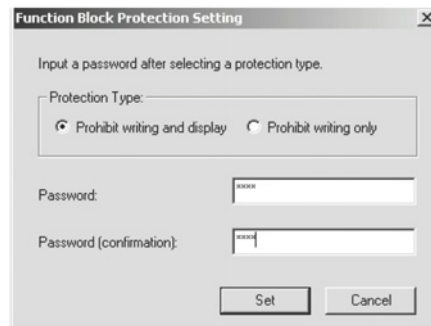 Function Block Protection Setting
Input a password after selecting a protection type.
Protection Type:
Prohibit writing and display Prohibit writing only
Password: ****
Password (confirmation): ****
Set Cancel